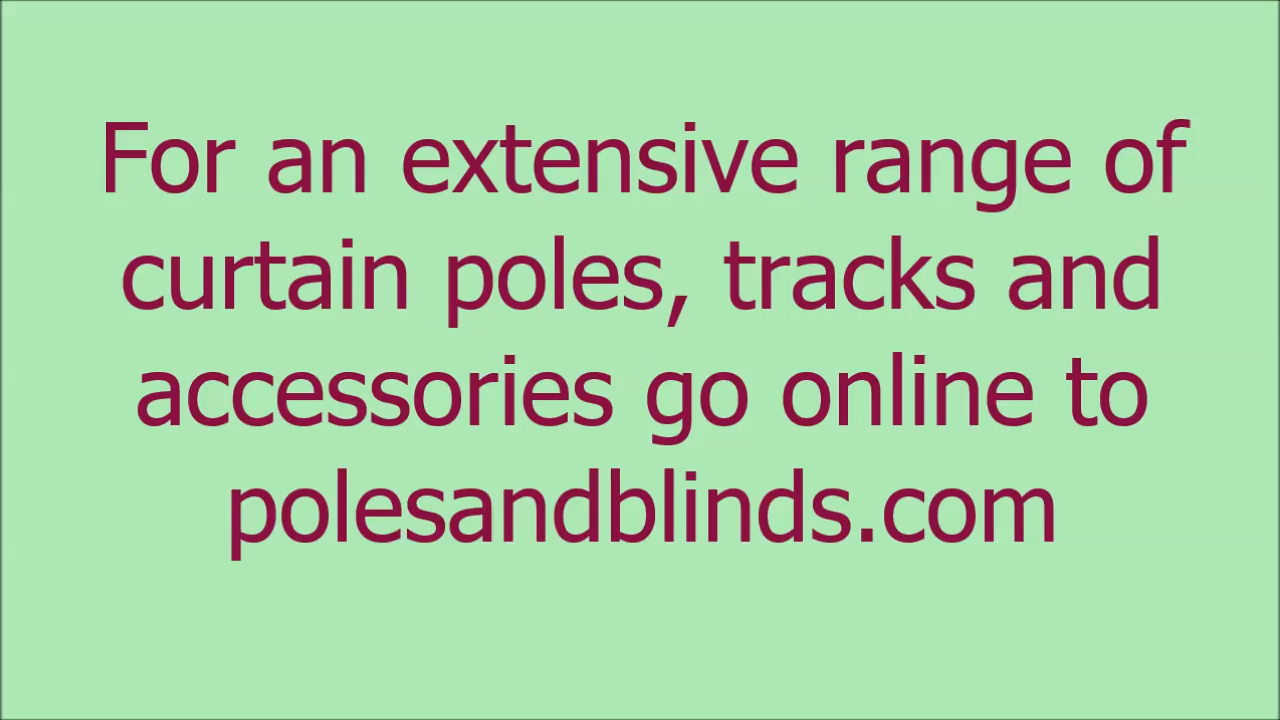 For an extensive range of
curtain poles, tracks and
accessories go online to
polesandblinds.com